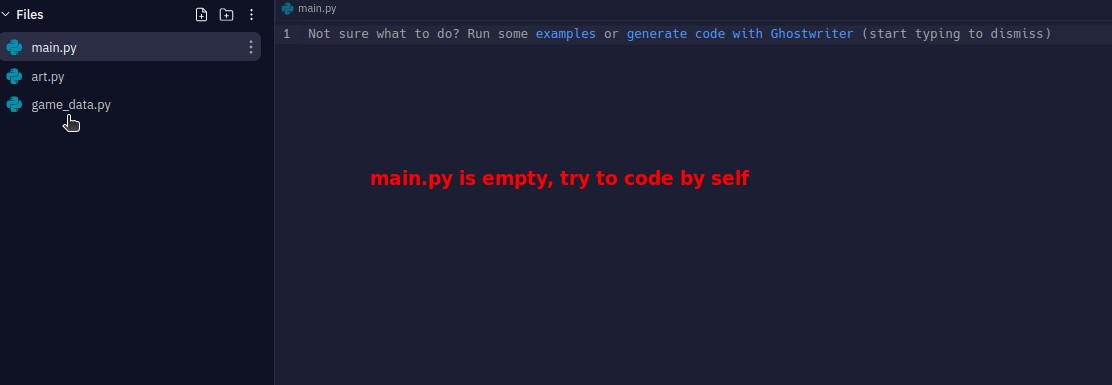 Files
main.py
art.py
game_data.py
main.py
1 Not sure what to do? Run some examples or generate code with Ghostwriter (start typing to dismiss)
main.py is empty, try to code by self